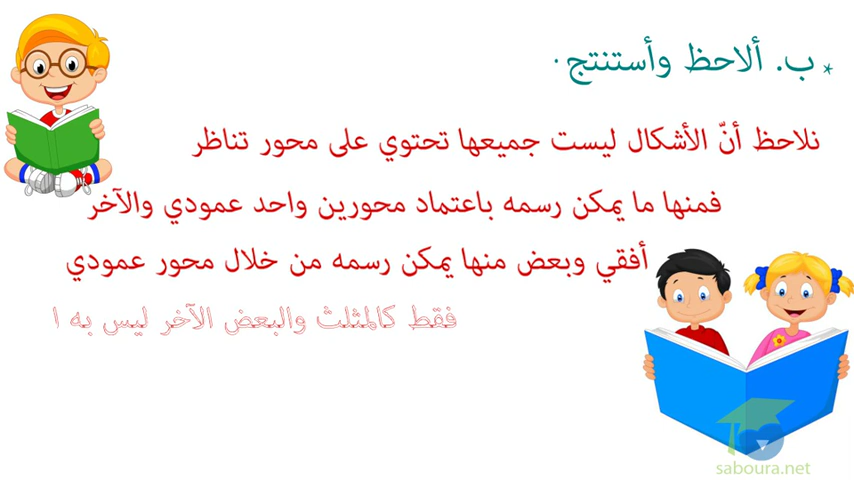 * ب. ألاحظ وأستنتج .
نلاحظ أنّ الأشكال ليست جميعها تحتوي على محور تناظر
فمنها ما يمكن رسمه باعتماد محورين واحد عمودي والآخر
أفقي وبعض منها يمكن رسمه من خلال محور عمودي
فقط كالمثلث والبعض الآخر ليس به ا
saboura.net